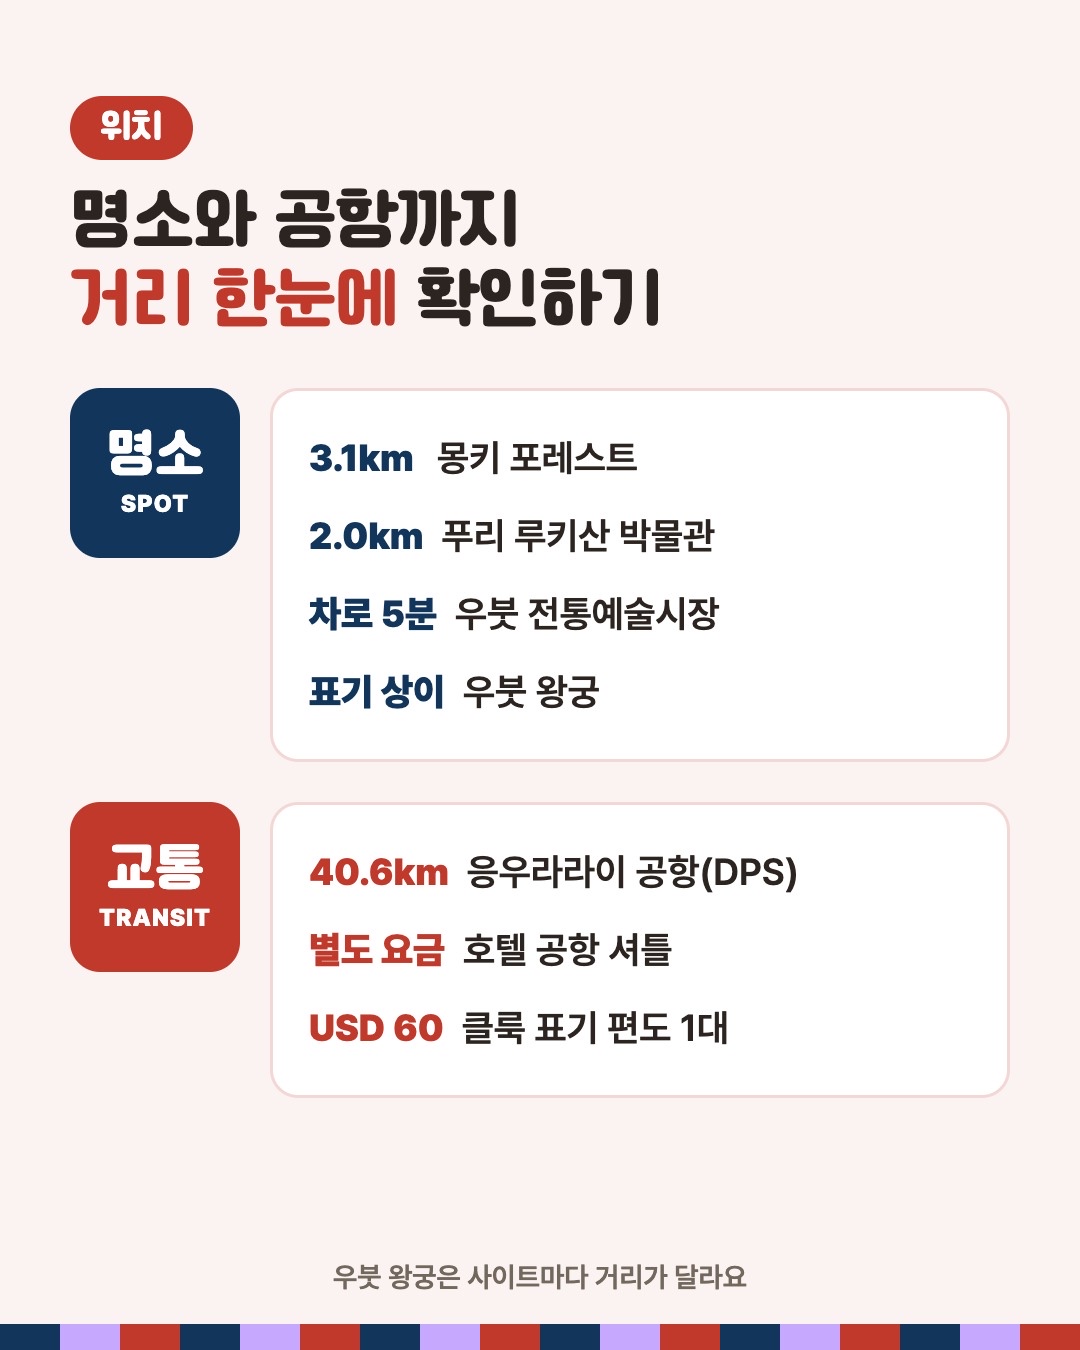 위치
명소와 공항까지
거리 한눈에 확인하기
명소
SPOT
3.1km 몽키 포레스트
2.0km 푸리 루키산 박물관
차로 5분 우붓 전통예술시장
표기 상이 우붓 왕궁
교통
TRANSIT
40.6km 응우라라이 공항(DPS)
별도 요금 호텔 공항 셔틀
USD 60 클룩 표기 편도 1대
우붓 왕궁은 사이트마다 거리가 달라요